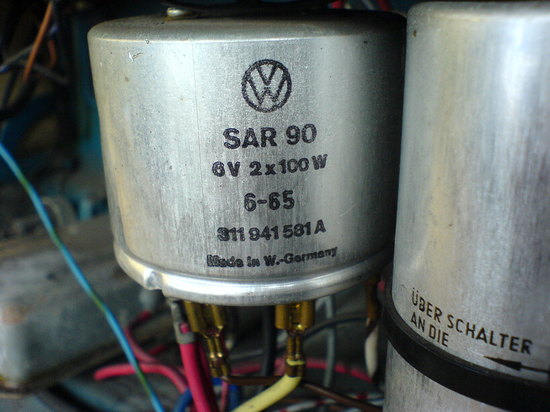 VW
SAR 90
6V 2x100W
6-65
311 941 581 A
Made in W.-Germany
ÜBER SCHALTER
AN DIE